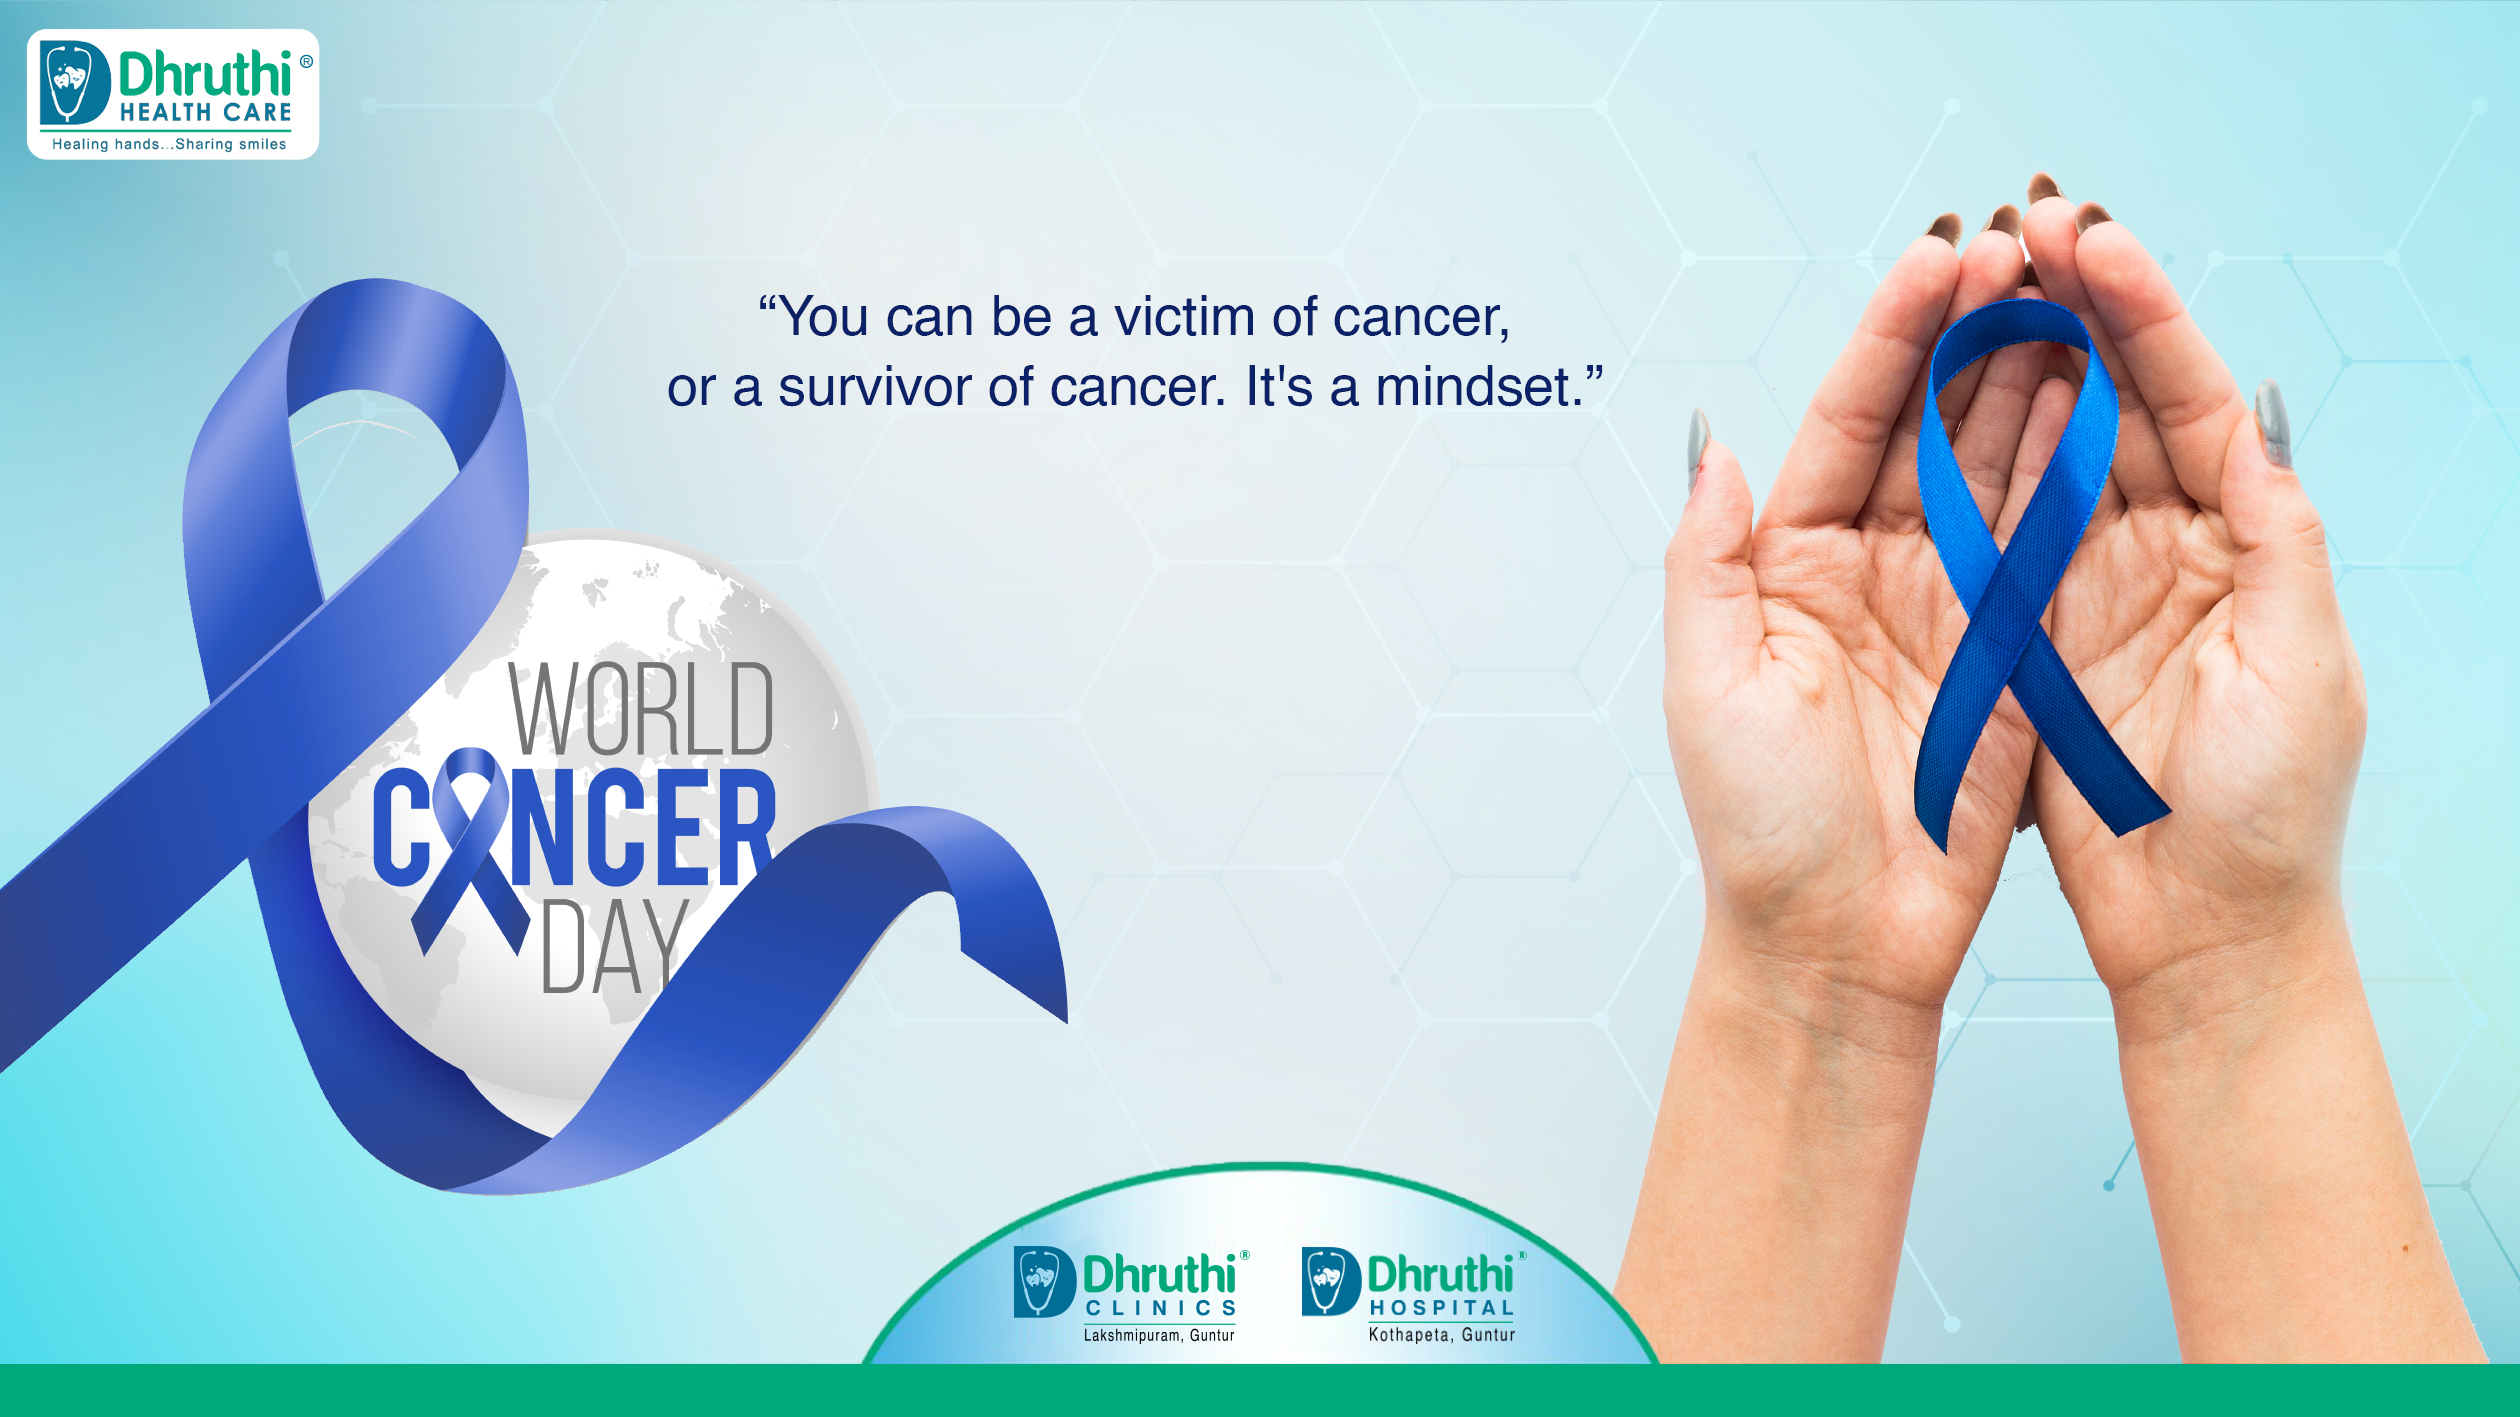 Dhruthi ®
HEALTH CARE
Healing hands...Sharing smiles
“You can be a victim of cancer,
or a survivor of cancer. It's a mindset.”
WORLD
CANCER
DAY
Dhruthi ®
CLINICS
Lakshmipuram, Guntur
Dhruthi ®
HOSPITAL
Kothapeta, Guntur